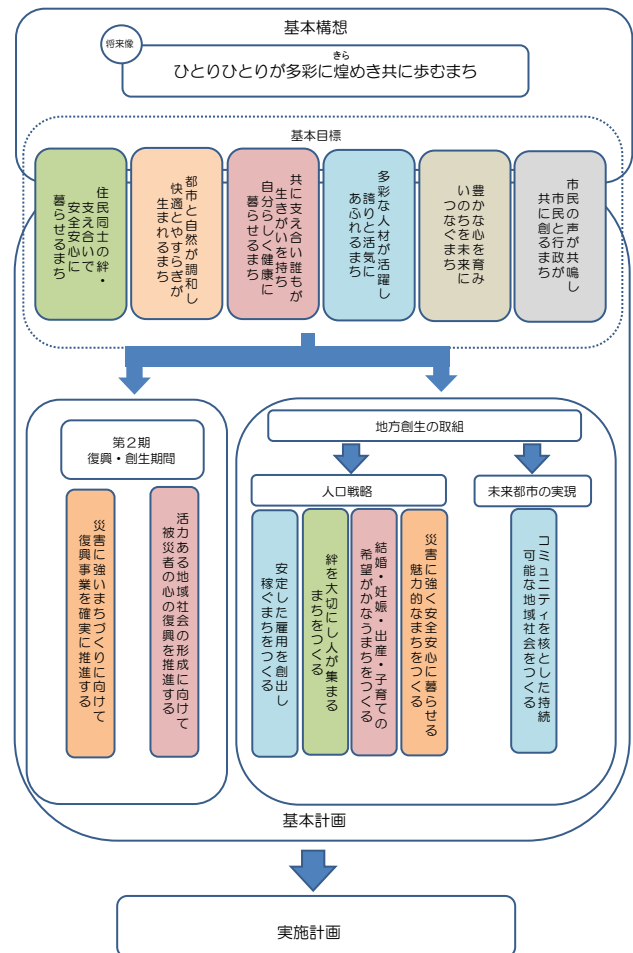 基本構想
将来像
きら
ひとりひとりが多彩に煌めき共に歩むまち
基本目標
住民同士の絆・
支え合いで
安全安心に
暮らせるまち
都市と自然が調和し
快適とやすらぎが
生まれるまち
共に支え合い誰もが
生きがいを持ち
自分らしく健康に
暮らせるまち
多彩な人材が活躍し
誇りと活気に
あふれるまち
豊かな心を育み
いのちを未来に
つなぐまち
市民の声が共鳴し
市民と行政が
共に創るまち
第2期
復興・創生期間
災害に強いまちづくりに向けて
復興事業を確実に推進する
活力ある地域社会の形成に向けて
被災者の心の復興を推進する
地方創生の取組
人口戦略
未来都市の実現
安定した雇用を創出し
稼ぐまちをつくる
絆を大切にし人が集まる
まちをつくる
結婚・妊娠・出産・子育ての
希望がかなうまちをつくる
災害に強く安全安心に暮らせる
魅力的なまちをつくる
コミュニティを核とした持続
可能な地域社会をつくる
基本計画
実施計画